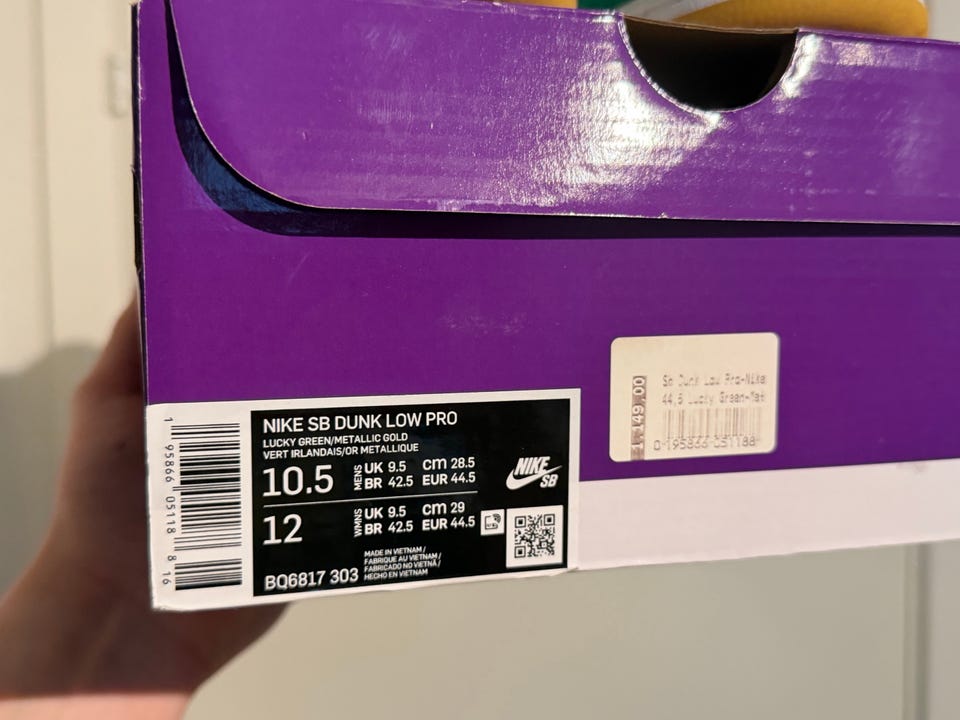 NIKE SB DUNK LOW PRO
LUCKY GREEN/METALLIC GOLD
VERT IRLANDAIS/OR METALLIQUE
10.5 MENS UK 9.5 CM 28.5
BR 42.5 EUR 44.5
12 WMNS UK 9.5 CM 29
BR 42.5 EUR 44.5
MADE IN VIETNAM /
FABRIQUE AU VIETNAM /
FABRICADO NO VIETNÃ /
HECHO EN VIETNAM
BQ6817 303
1 95866 05118 8 16
NIKE
SB
149,00
Sb Dunk Low Pro-Nike
44,5 Lucky Green-Met
0 195866 051188